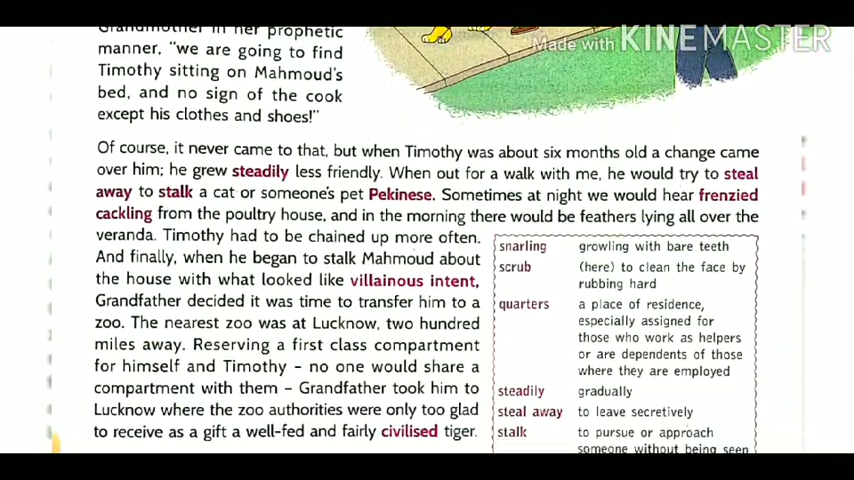 Grandmother in her prophetic
manner, "we are going to find
Timothy sitting on Mahmoud's
bed, and no sign of the cook
except his clothes and shoes!"
Made with KINEMASTER
Of course, it never came to that, but when Timothy was about six months old a change came
over him; he grew steadily less friendly. When out for a walk with me, he would try to steal
away to stalk a cat or someone's pet Pekinese. Sometimes at night we would hear frenzied
cackling from the poultry house, and in the morning there would be feathers lying all over the
veranda. Timothy had to be chained up more often.
And finally, when he began to stalk Mahmoud about
the house with what looked like villainous intent,
Grandfather decided it was time to transfer him to a
zoo. The nearest zoo was at Lucknow, two hundred
miles away. Reserving a first class compartment
for himself and Timothy – no one would share a
compartment with them – Grandfather took him to
Lucknow where the zoo authorities were only too glad
to receive as a gift a well-fed and fairly civilised tiger.
snarling growling with bare teeth
scrub (here) to clean the face by
rubbing hard
quarters a place of residence,
especially assigned for
those who work as helpers
or are dependents of those
where they are employed
steadily gradually
steal away to leave secretively
stalk to pursue or approach
someone without being seen